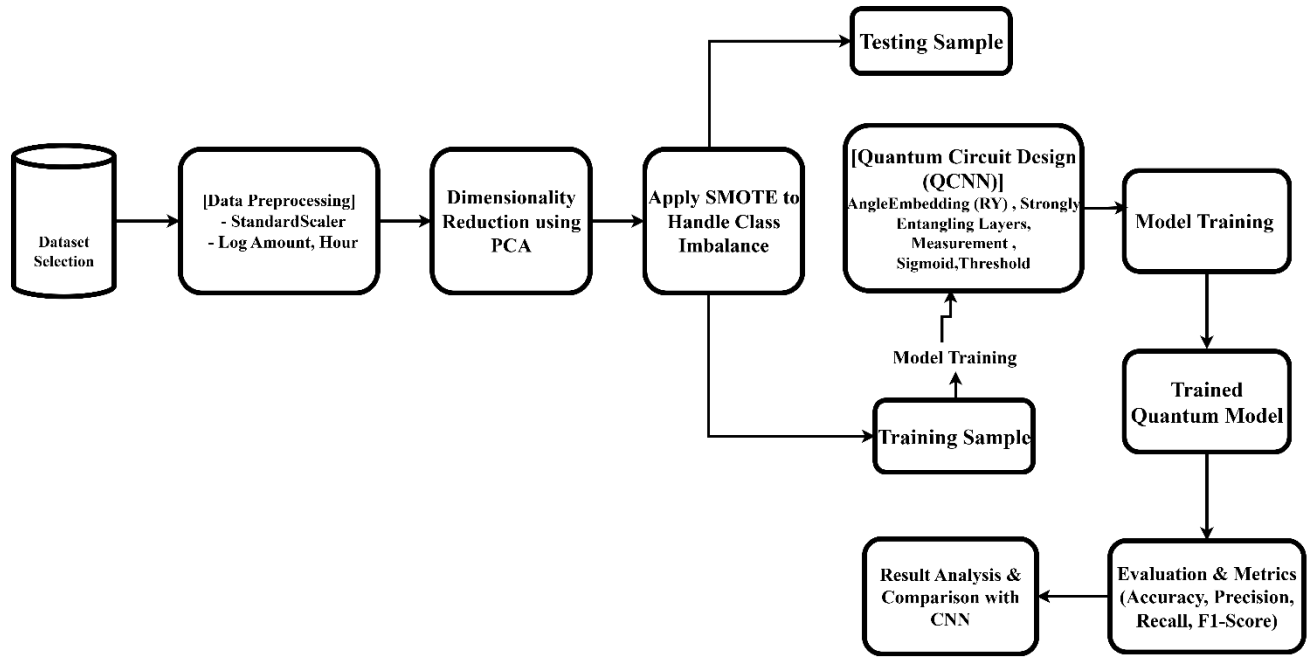 Dataset
Selection
[Data Preprocessing]
- StandardScaler
- Log Amount, Hour
Dimensionality
Reduction using
PCA
Apply SMOTE to
Handle Class
Imbalance
Testing Sample
Training Sample
Model Training
[Quantum Circuit Design
(QCNN)]
AngleEmbedding (RY) , Strongly
Entangling Layers,
Measurement ,
Sigmoid,Threshold
Model Training
Trained
Quantum Model
Evaluation & Metrics
(Accuracy, Precision,
Recall, F1-Score)
Result Analysis &
Comparison with
CNN